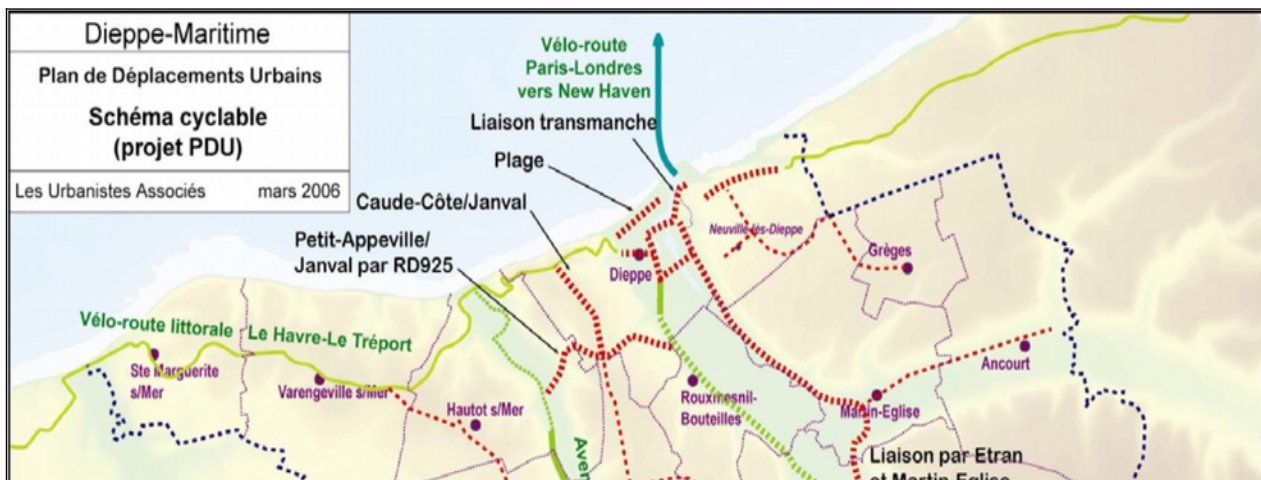 Dieppe-Maritime
Plan de Déplacements Urbains
Schéma cyclable
(projet PDU)
Les Urbanistes Associés mars 2006
Vélo-route
Paris-Londres
vers New Haven
Liaison transmanche
Plage
Caude-Côte/Janval
Petit-Appeville/
Janval par RD925
Neuville-lès-Dieppe
Grèges
Dieppe
Vélo-route littorale Le Havre-Le Tréport
Ste Marguerite
s/Mer
Varengeville s/Mer
Hautot s/Mer
Rouxmesnil-
Bouteilles
Martin-Eglise
Ancourt
Liaison par Etran
et Martin-Eglise